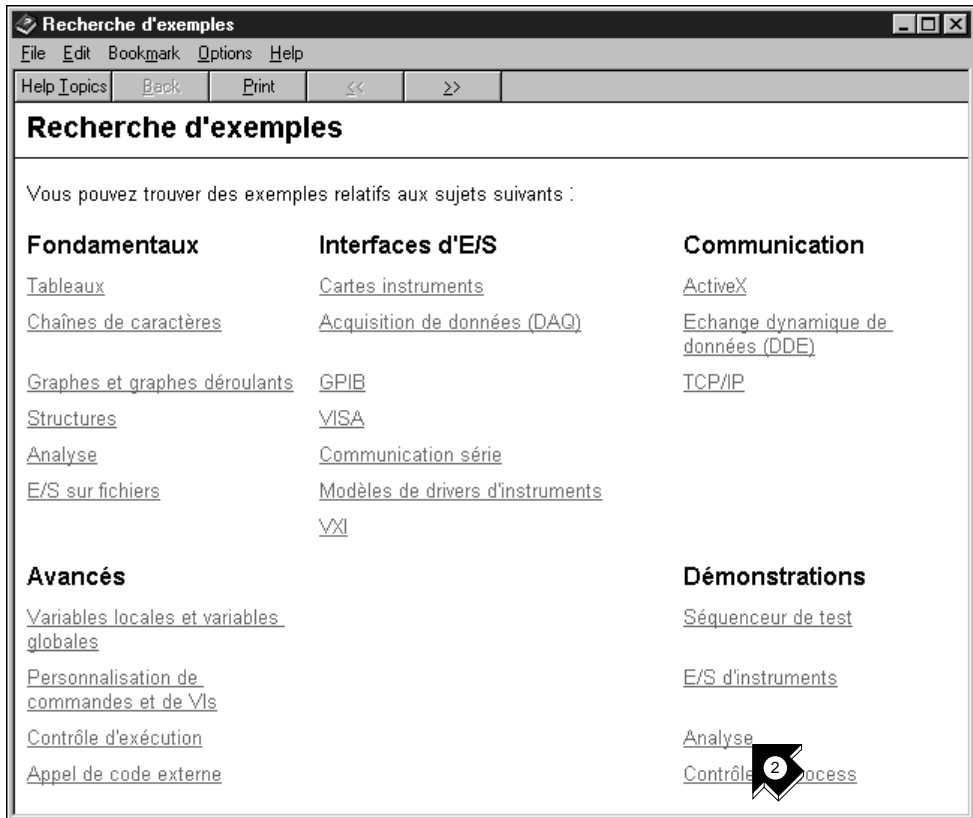 Recherche d'exemples
File Edit Bookmark Options Help
Help Topics Back Print << >>
Recherche d'exemples
Vous pouvez trouver des exemples relatifs aux sujets suivants :
Fondamentaux
Tableaux
Chaînes de caractères
Graphes et graphes déroulants
Structures
Analyse
E/S sur fichiers
Interfaces d'E/S
Cartes instruments
Acquisition de données (DAQ)
GPIB
VISA
Communication série
Modèles de drivers d'instruments
VXI
Communication
ActiveX
Echange dynamique de
données (DDE)
TCP/IP
Avancés
Variables locales et variables
globales
Personnalisation de
commandes et de VIs
Contrôle d'exécution
Appel de code externe
Démonstrations
Séquenceur de test
E/S d'instruments
Analyse
Contrôle
2